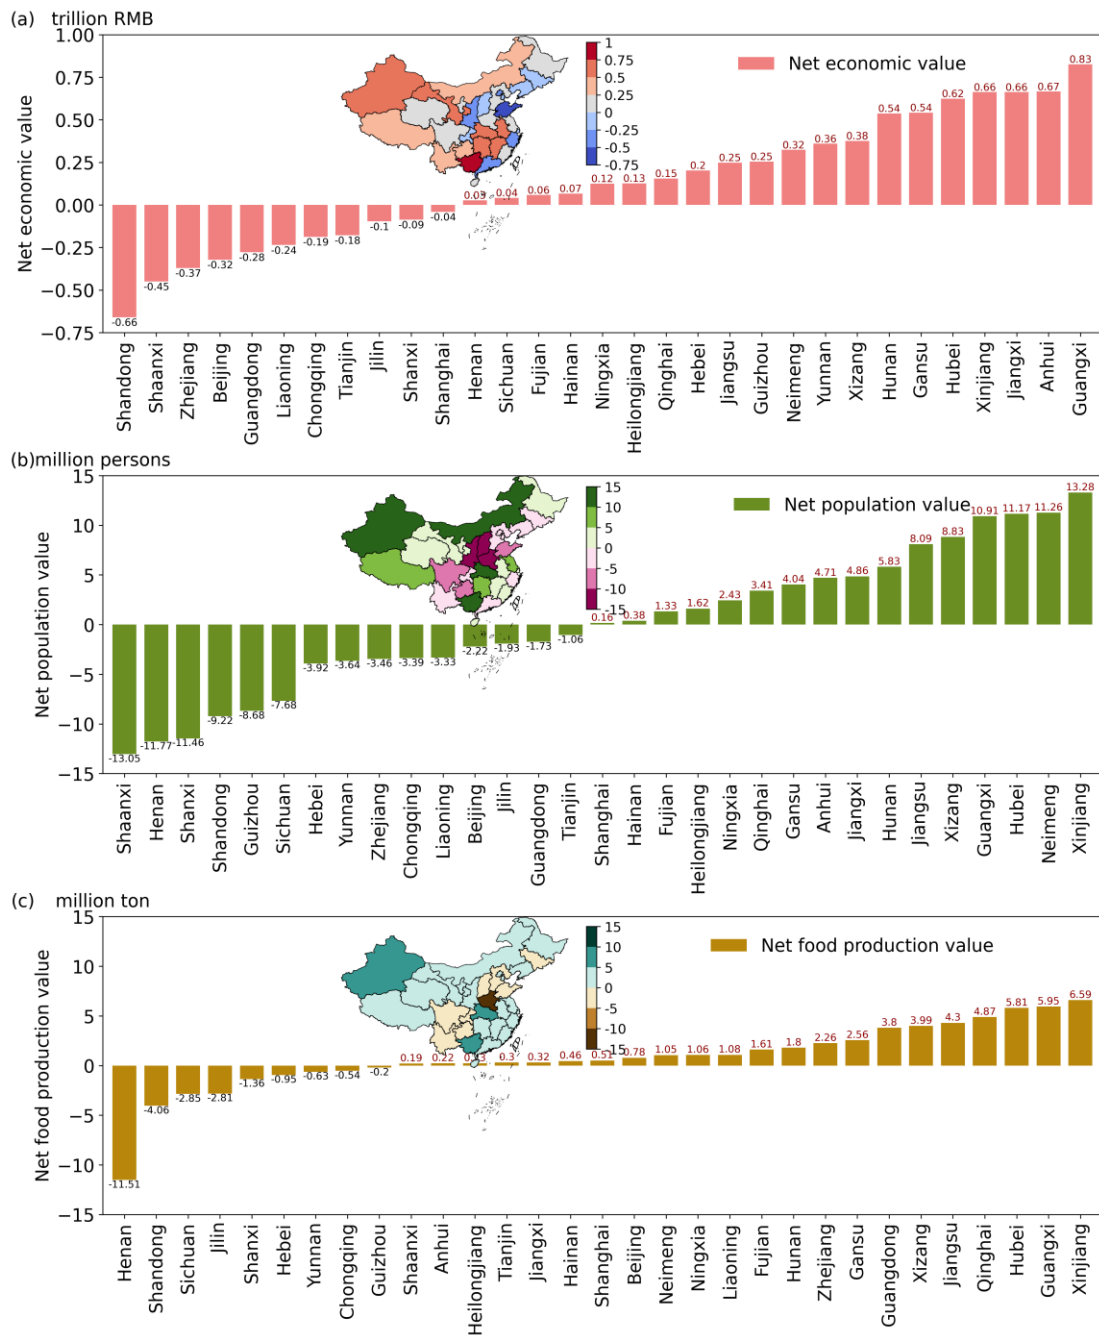 (a) trillion RMB
1.00
0.75
0.50
0.25
0.00
−0.25
−0.50
−0.75
Net economic value
1
0.75
0.5
0.25
0
-0.25
-0.5
-0.75
Net economic value
-0.66
-0.45
-0.37
-0.32
-0.28
-0.24
-0.19
-0.18
-0.1
-0.09
-0.04
0.03
0.04
0.06
0.07
0.12
0.13
0.15
0.2
0.25
0.25
0.32
0.36
0.38
0.54
0.54
0.62
0.66
0.66
0.67
0.83
Shandong
Shaanxi
Zhejiang
Beijing
Guangdong
Liaoning
Chongqing
Tianjin
Jilin
Shanxi
Shanghai
Henan
Sichuan
Fujian
Hainan
Ningxia
Heilongjiang
Qinghai
Hebei
Jiangsu
Guizhou
Neimeng
Yunnan
Xizang
Hunan
Gansu
Hubei
Xinjiang
Jiangxi
Anhui
Guangxi
(b)million persons
15
10
5
0
−5
−10
−15
Net population value
15
10
5
0
-5
-10
-15
Net population value
-13.05
-11.77
-11.46
-9.22
-8.68
-7.68
-3.92
-3.64
-3.46
-3.39
-3.33
-2.22
-1.93
-1.73
-1.06
0.16
0.38
1.33
1.62
2.43
3.41
4.04
4.71
4.86
5.83
8.09
8.83
10.91
11.17
11.26
13.28
Shaanxi
Henan
Shanxi
Shandong
Guizhou
Sichuan
Hebei
Yunnan
Zhejiang
Chongqing
Liaoning
Beijing
Jilin
Guangdong
Tianjin
Shanghai
Hainan
Fujian
Heilongjiang
Ningxia
Qinghai
Gansu
Anhui
Jiangxi
Hunan
Jiangsu
Xizang
Guangxi
Hubei
Neimeng
Xinjiang
(c) million ton
15
10
5
0
−5
−10
−15
Net food production value
15
10
5
0
-5
-10
-15
Net food production value
-11.51
-4.06
-2.85
-2.81
-1.36
-0.95
-0.63
-0.54
-0.2
0.19
0.22
0.3
0.32
0.46
0.51
0.78
1.05
1.06
1.08
1.61
1.8
2.26
2.56
3.8
3.99
4.3
4.87
5.81
5.95
6.59
Henan
Shandong
Sichuan
Jilin
Shanxi
Hebei
Yunnan
Chongqing
Guizhou
Shaanxi
Anhui
Heilongjiang
Tianjin
Jiangxi
Hainan
Shanghai
Beijing
Neimeng
Ningxia
Liaoning
Fujian
Hunan
Zhejiang
Gansu
Guangdong
Xizang
Jiangsu
Qinghai
Hubei
Guangxi
Xinjiang